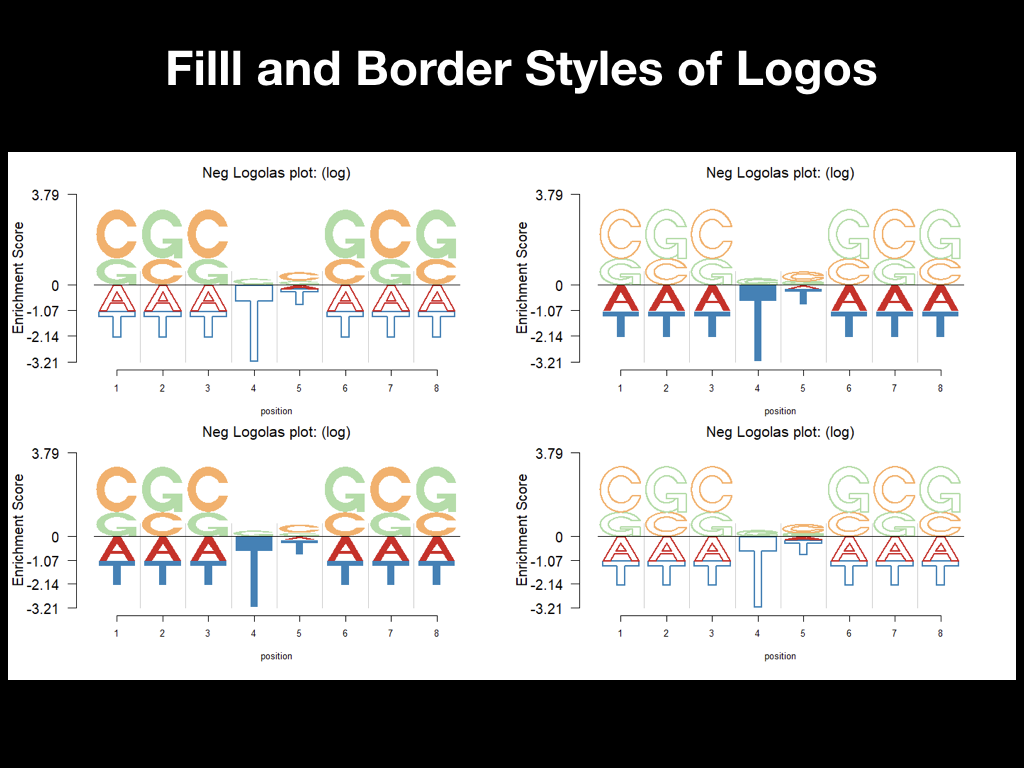 Filll and Border Styles of Logos
Neg Logolas plot: (log)
Enrichment Score
3.79
0
-1.07
-2.14
-3.21
C G C G C G
G C G G C C G C
A A A A A A A
T T T T T T T T
1 2 3 4 5 6 7 8
position
Neg Logolas plot: (log)
Enrichment Score
3.79
0
-1.07
-2.14
-3.21
C G C G C G
G C G G C C G C
A A A A A A A
T T T T T T T T
1 2 3 4 5 6 7 8
position
Neg Logolas plot: (log)
Enrichment Score
3.79
0
-1.07
-2.14
-3.21
C G C G C G
G C G G C C G C
A A A A A A A
T T T T T T T T
1 2 3 4 5 6 7 8
position
Neg Logolas plot: (log)
Enrichment Score
3.79
0
-1.07
-2.14
-3.21
C G C G C G
G C G G C C G C
A A A A A A A
T T T T T T T T
1 2 3 4 5 6 7 8
position